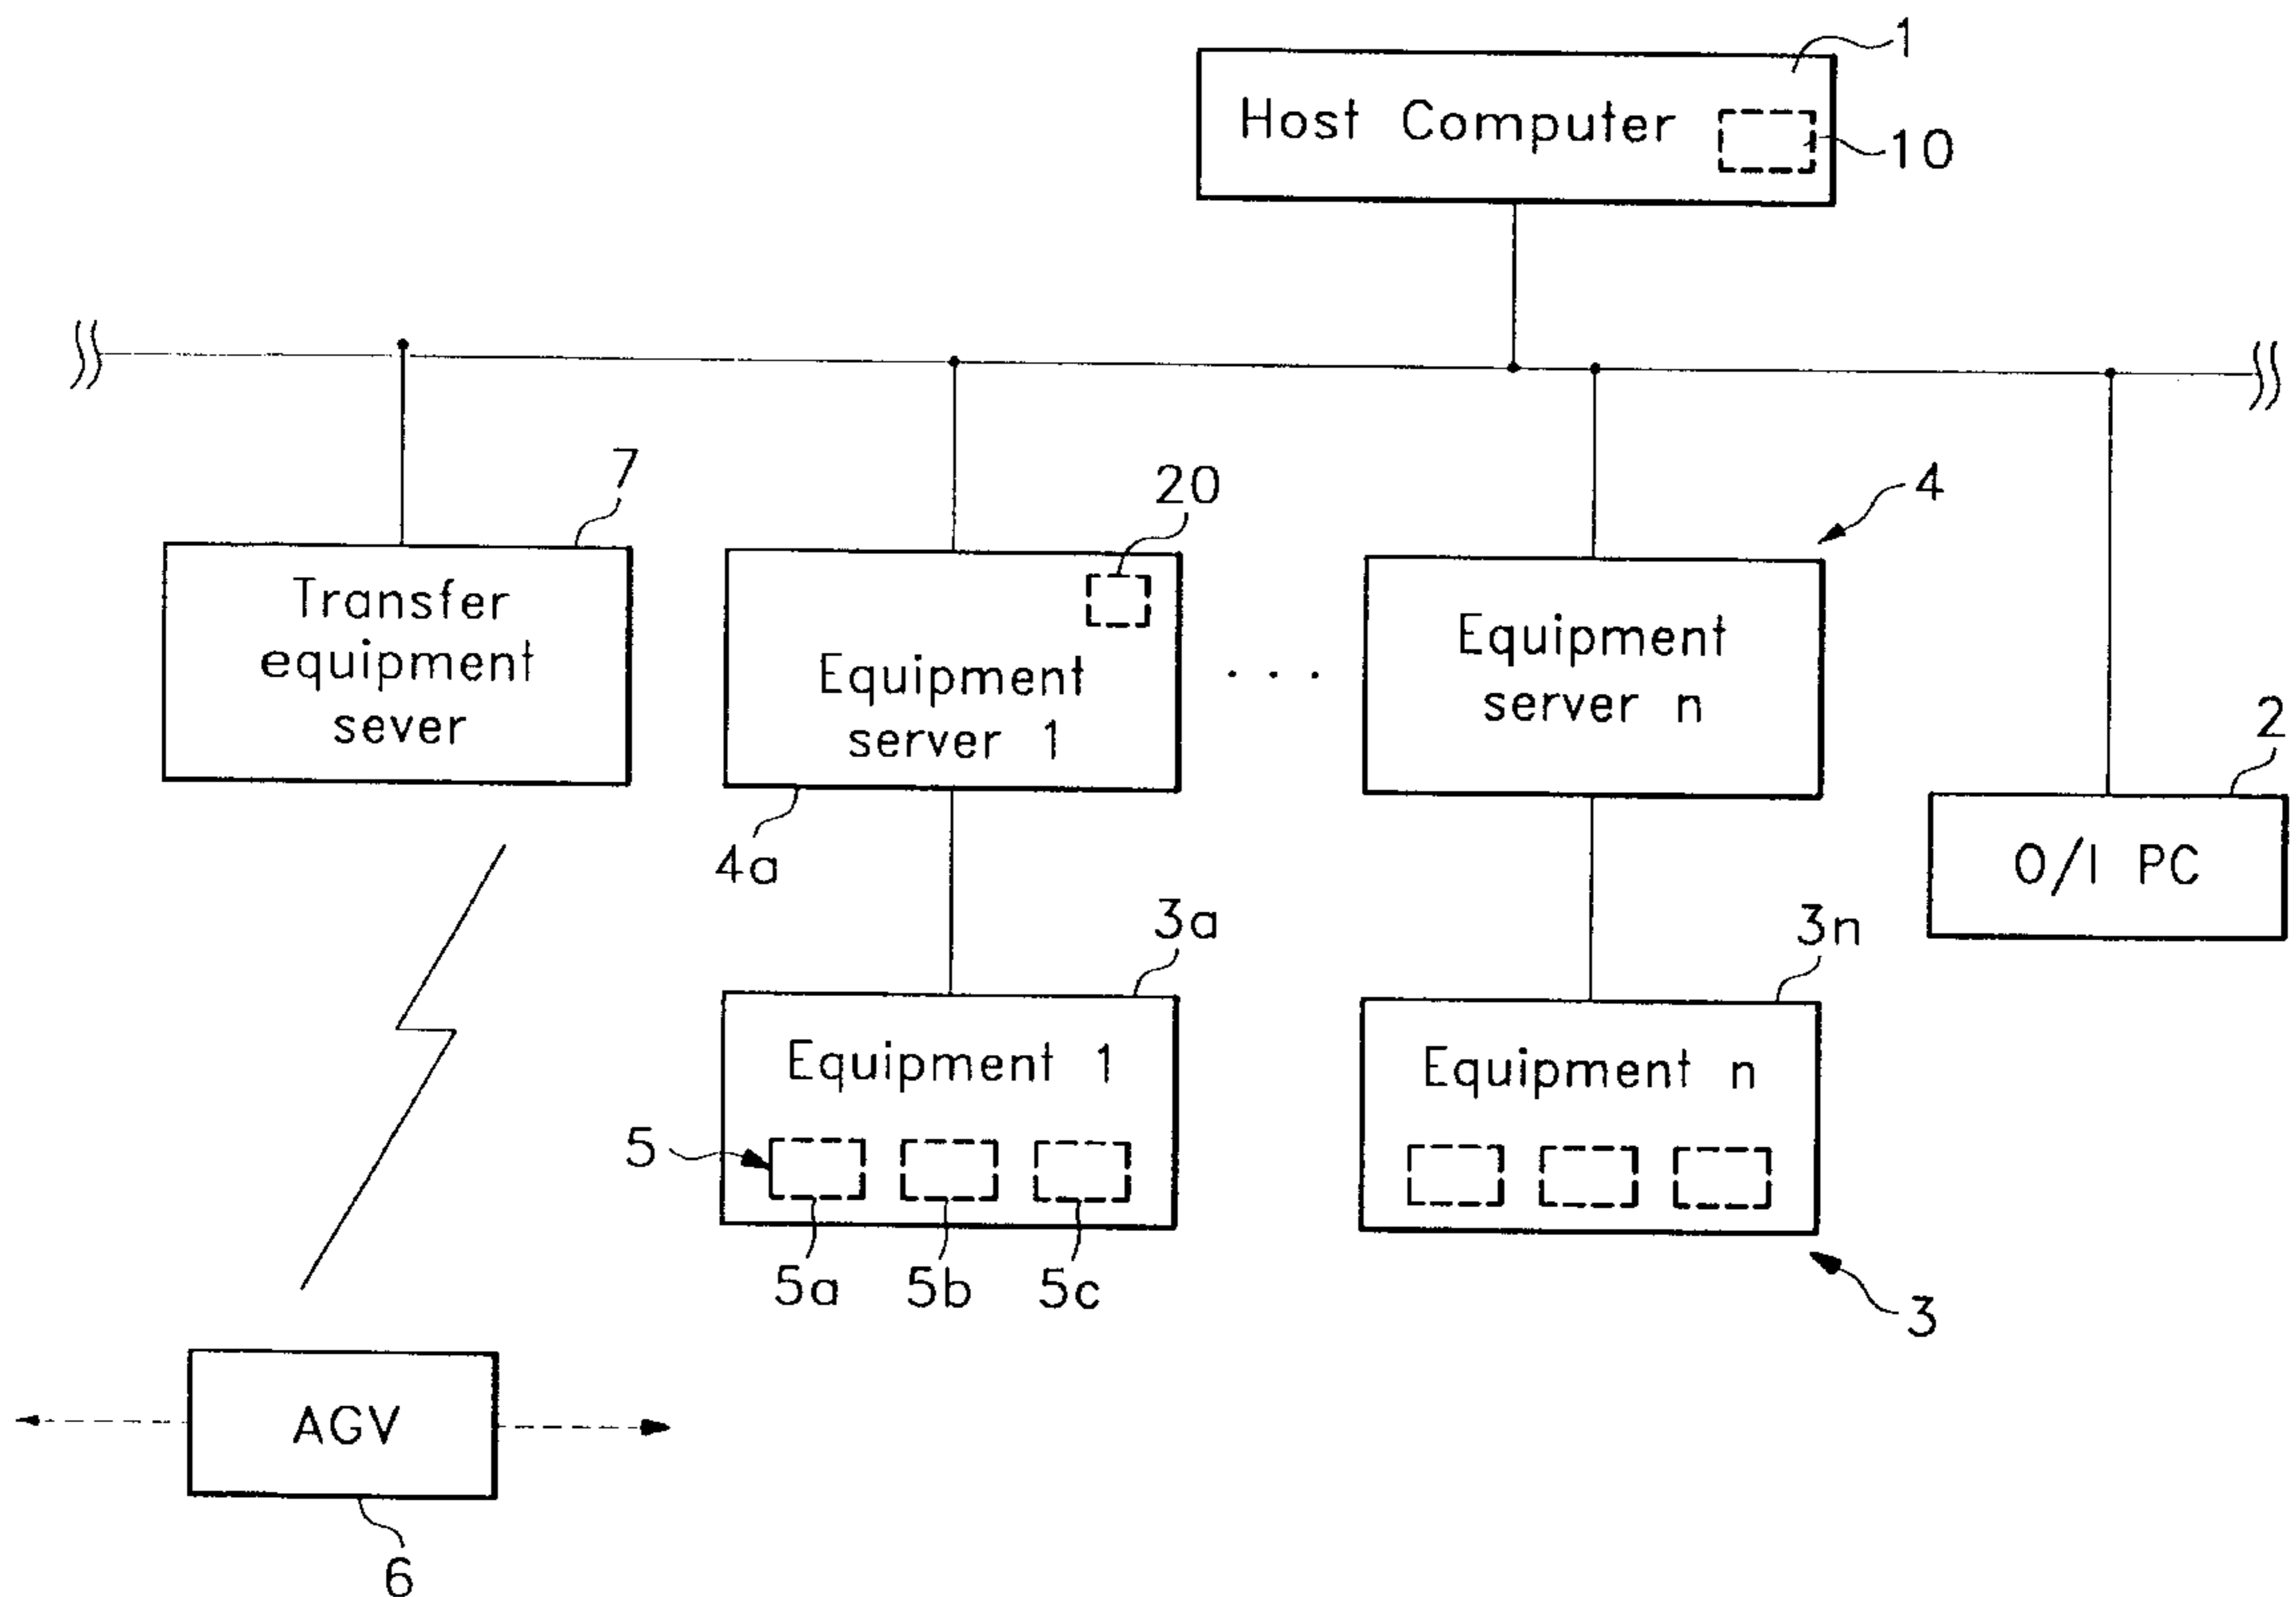 1
Host Computer
10
7
20
4
Transfer
equipment
sever
Equipment
server 1
. . .
Equipment
server n
2
O/I PC
4a
3a
3n
Equipment 1
Equipment n
5
5a
5b
5c
3
AGV
6